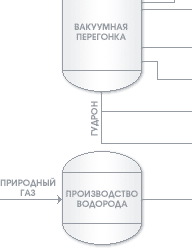 ВАКУУМНАЯ
ПЕРЕГОНКА
ГУДРОН
ПРИРОДНЫЙ
ГАЗ
ПРОИЗВОДСТВО
ВОДОРОДА